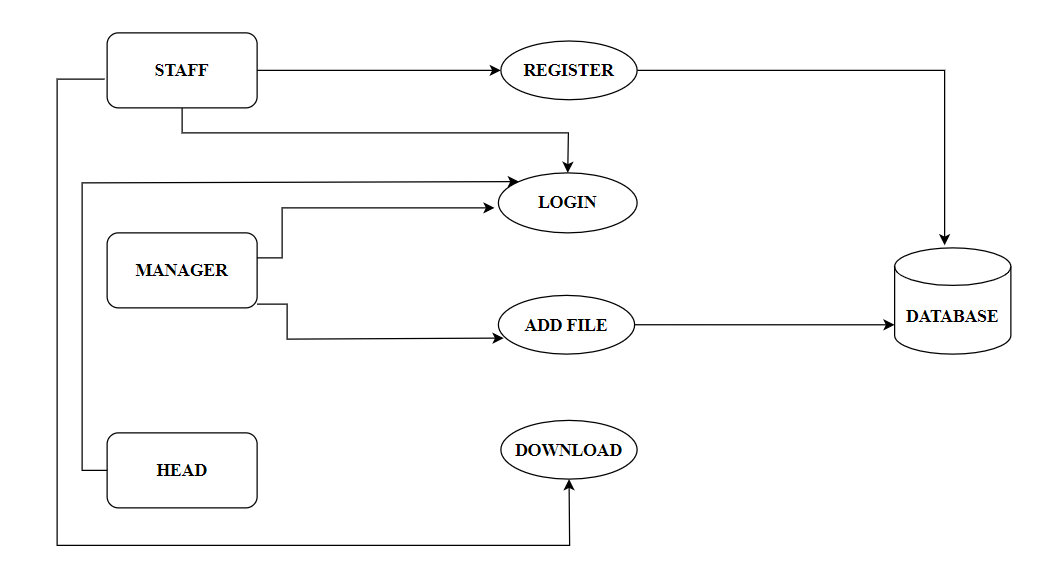 STAFF
REGISTER
LOGIN
MANAGER
ADD FILE
DATABASE
HEAD
DOWNLOAD